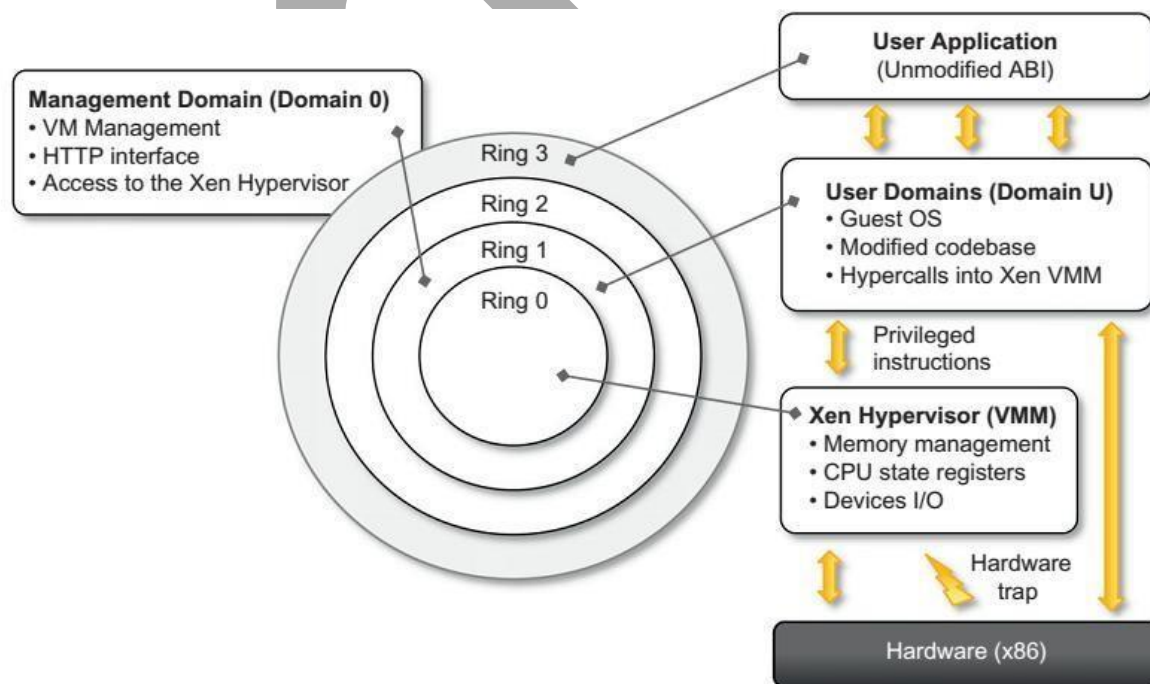 User Application
(Unmodified ABI)
Management Domain (Domain 0)
• VM Management
• HTTP interface
• Access to the Xen Hypervisor
Ring 3
Ring 2
Ring 1
Ring 0
User Domains (Domain U)
• Guest OS
• Modified codebase
• Hypercalls into Xen VMM
Privileged
instructions
Xen Hypervisor (VMM)
• Memory management
• CPU state registers
• Devices I/O
Hardware
trap
Hardware (x86)